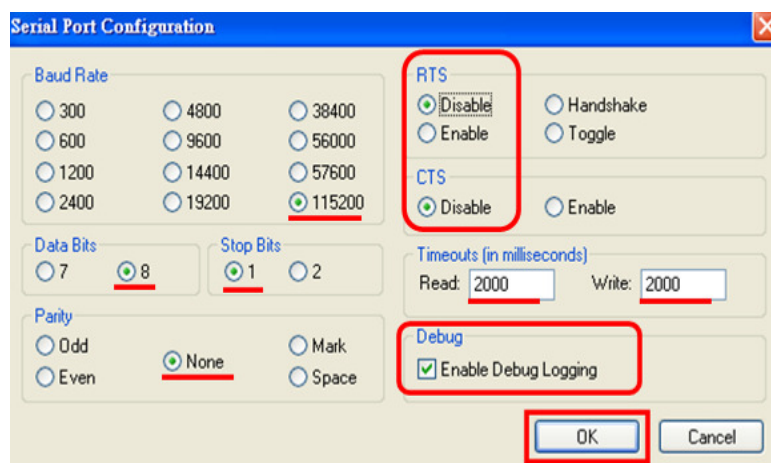 Serial Port Configuration
Baud Rate
300 4800 38400
600 9600 56000
1200 14400 57600
2400 19200 115200
Data Bits
7 8
Stop Bits
1 2
Parity
Odd None Mark
Even Space
RTS
Disable Handshake
Enable Toggle
CTS
Disable Enable
Timeouts (in milliseconds)
Read: 2000 Write: 2000
Debug
Enable Debug Logging
OK Cancel